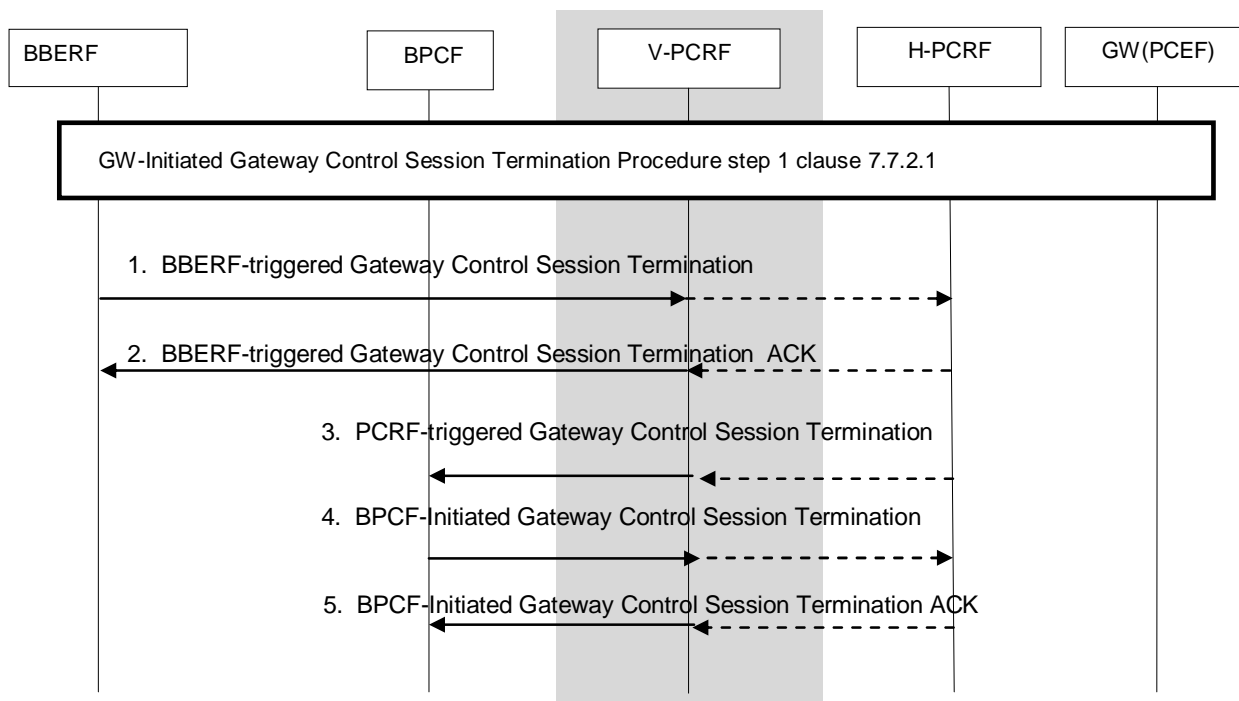 BBERF
BPCF
V-PCRF
H-PCRF
GW(PCEF)
GW-Initiated Gateway Control Session Termination Procedure step 1 clause 7.7.2.1
1. BBERF-triggered Gateway Control Session Termination
2. BBERF-triggered Gateway Control Session Termination ACK
3. PCRF-triggered Gateway Control Session Termination
4. BPCF-Initiated Gateway Control Session Termination
5. BPCF-Initiated Gateway Control Session Termination ACK